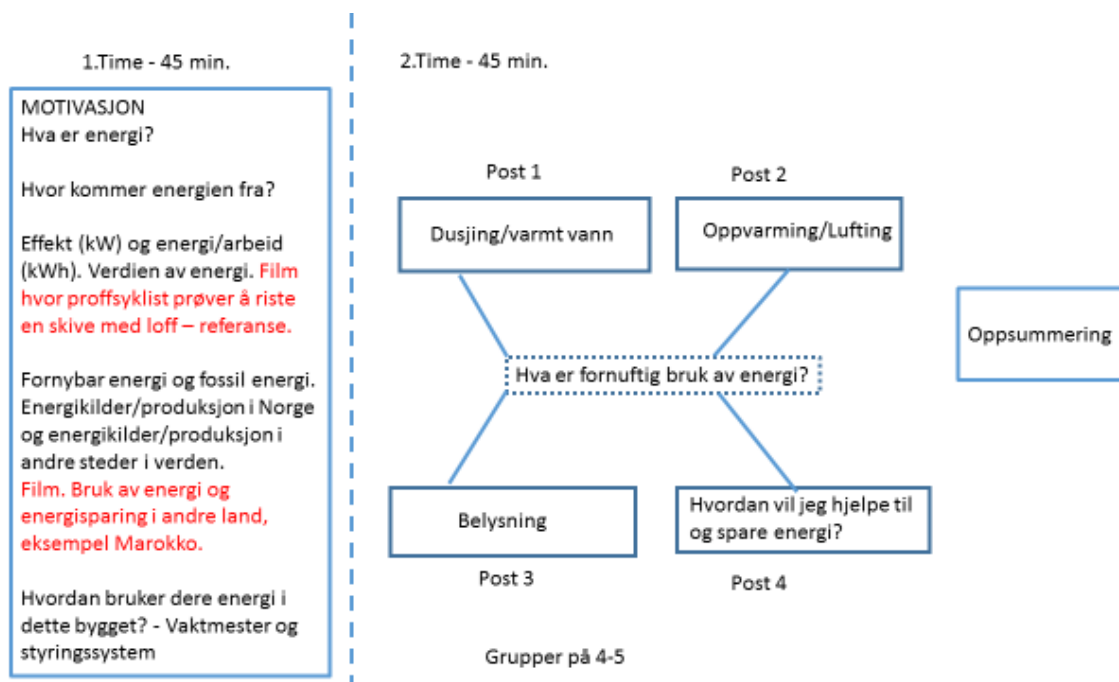 1.Time - 45 min.
MOTIVASJON
Hva er energi?
Hvor kommer energien fra?
Effekt (kW) og energi/arbeid
(kWh). Verdien av energi. Film
hvor proffsyklist prøver å riste
en skive med loff – referanse.
Fornybar energi og fossil energi.
Energikilder/produksjon i Norge
og energikilder/produksjon i
andre steder i verden.
Film. Bruk av energi og
energisparing i andre land,
eksempel Marokko.
Hvordan bruker dere energi i
dette bygget? - Vaktmester og
styringssystem
2.Time - 45 min.
Post 1
Dusjing/varmt vann
Post 2
Oppvarming/Lufting
Hva er fornuftig bruk av energi?
Belysning
Post 3
Hvordan vil jeg hjelpe til
og spare energi?
Post 4
Grupper på 4-5
Oppsummering